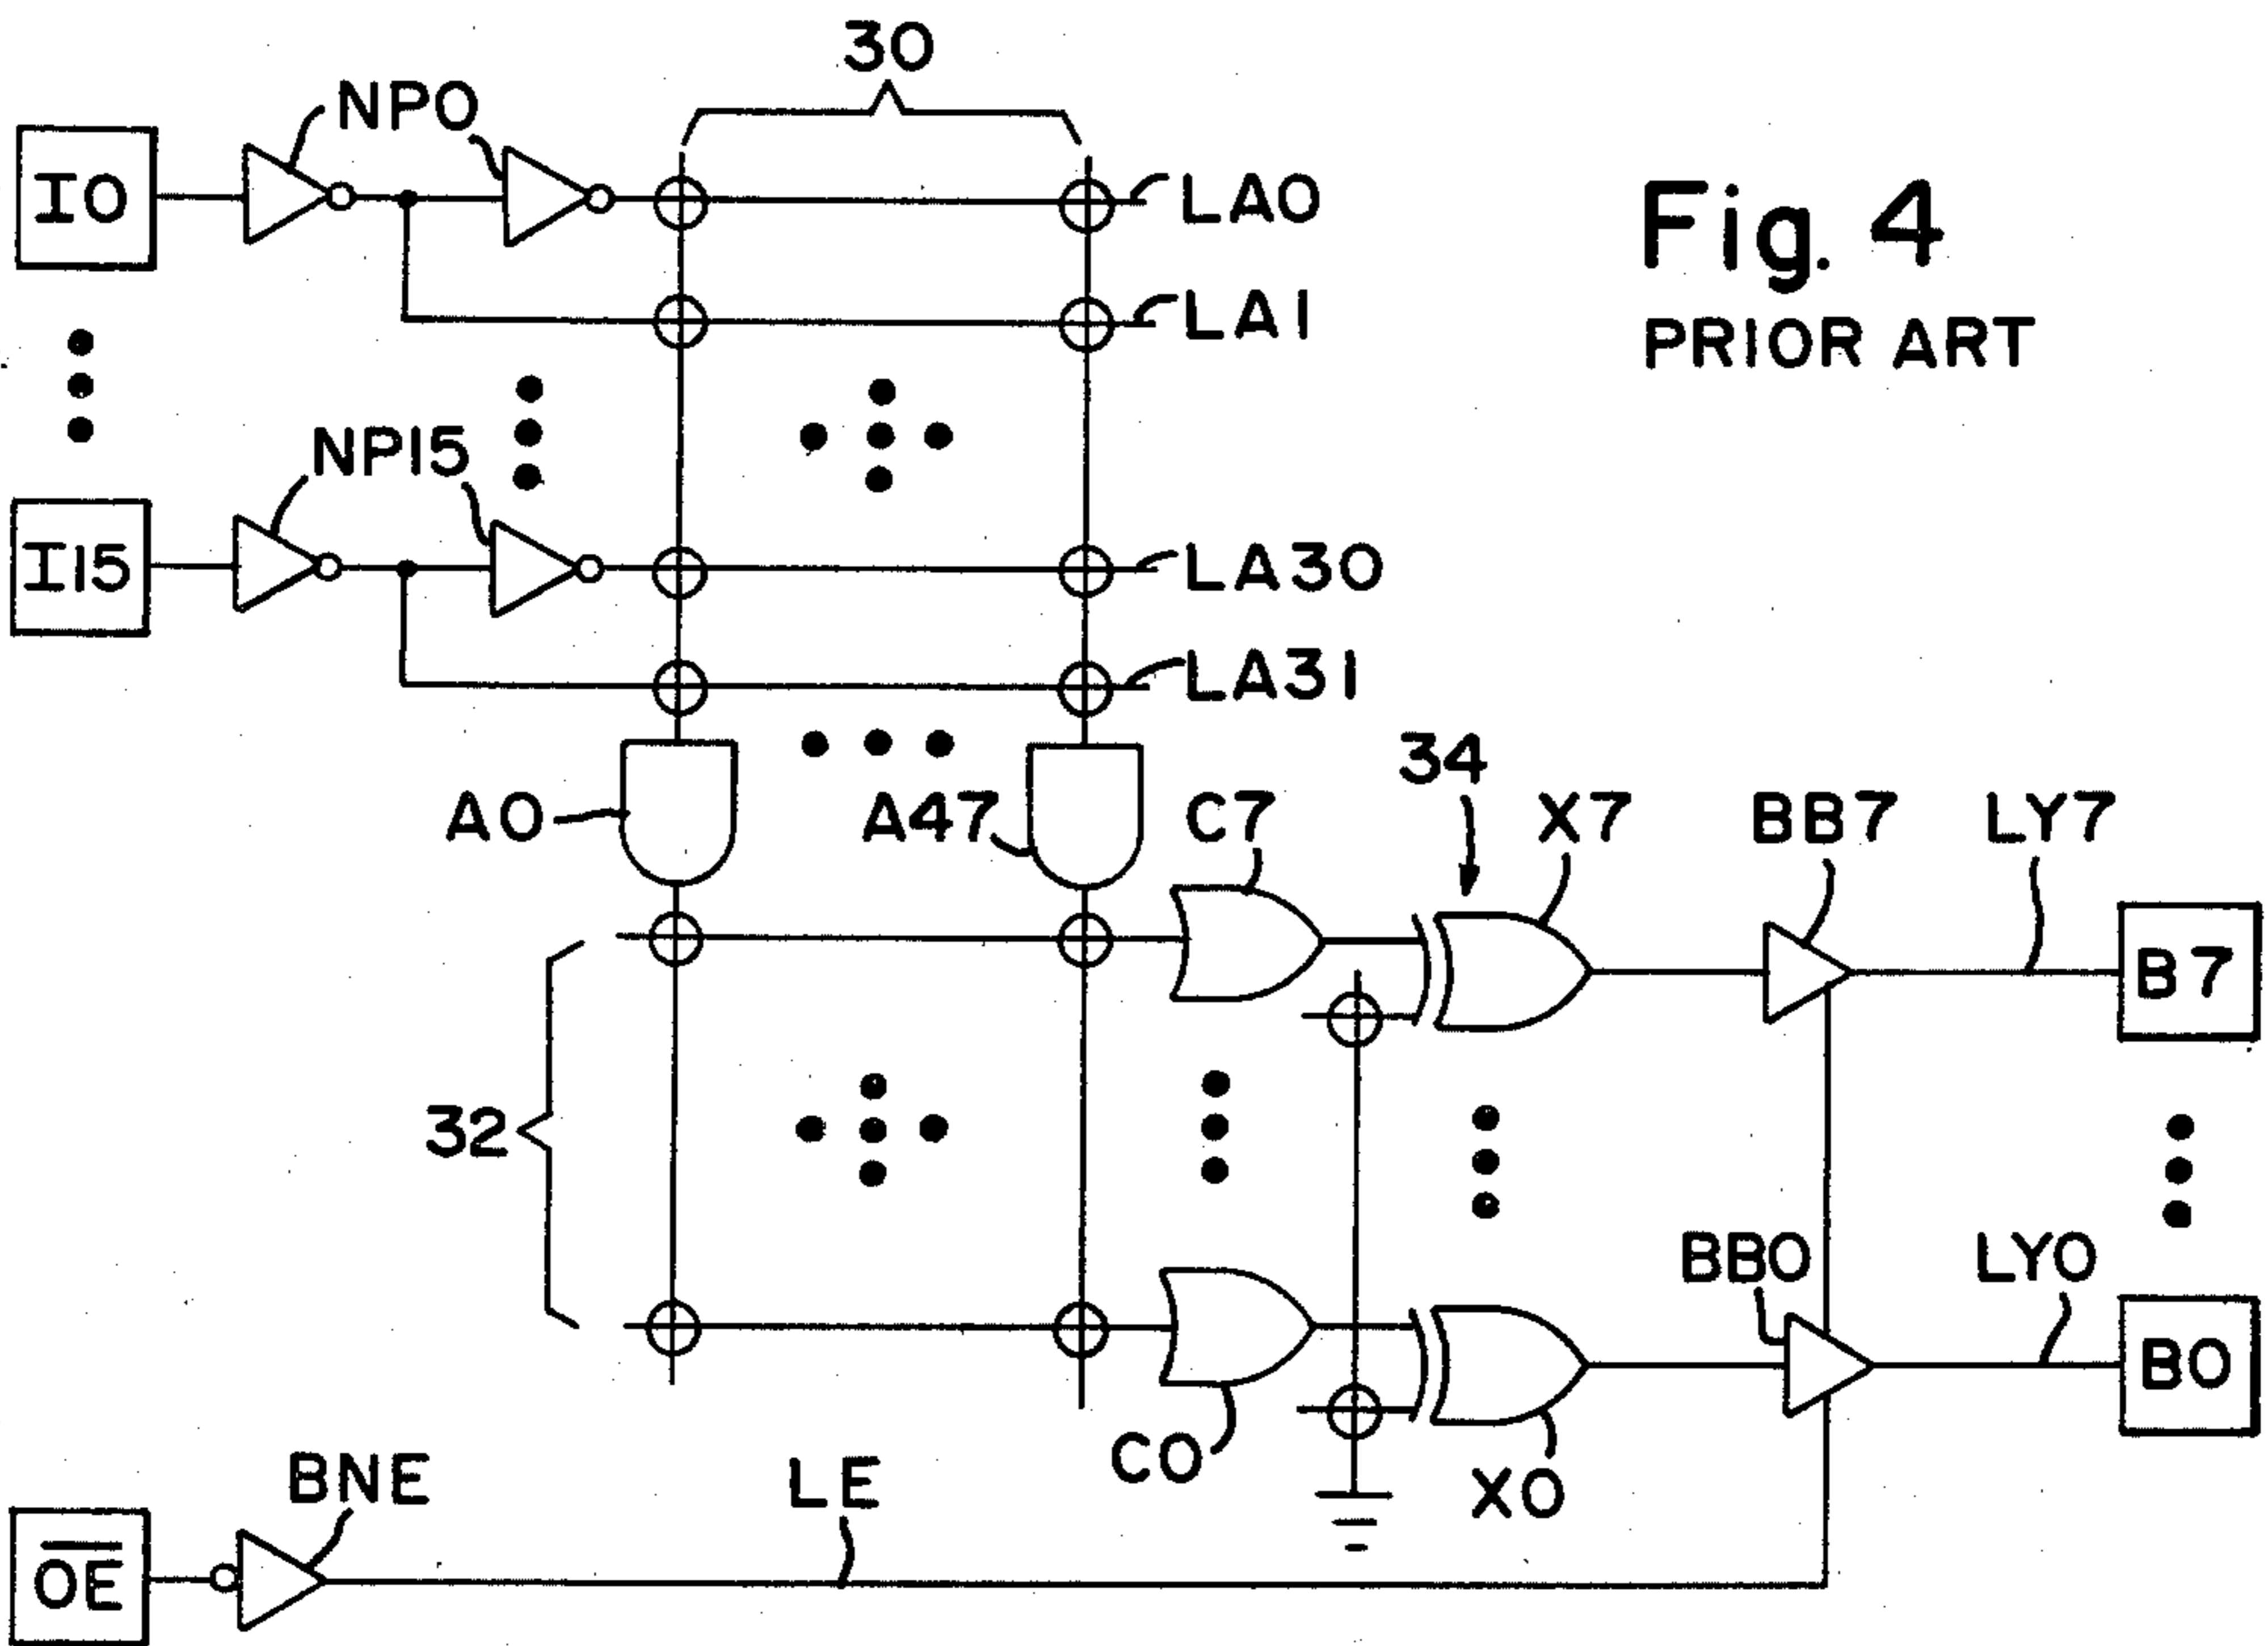 30
NP0
I0
LA0
Fig. 4
LA1
PRIOR ART
NP15
I15
LA30
LA31
34
A0
A47
C7
X7
BB7
LY7
B7
32
BB0
LY0
B0
C0
X0
BNE
LE
OE